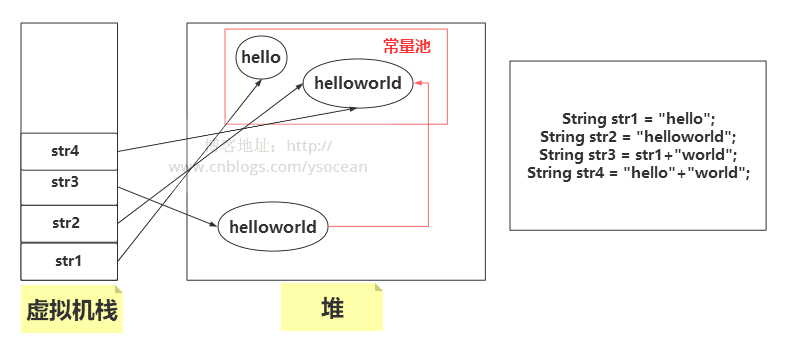 常量池
hello
helloworld
博客地址：http://
www.cnblogs.com/ysocean
helloworld
str4
str3
str2
str1
虚拟机栈
堆
String str1 = "hello";
String str2 = "helloworld";
String str3 = str1+"world";
String str4 = "hello"+"world";